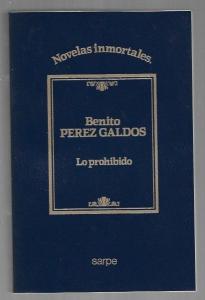 Novelas inmortales.
Benito
PEREZ GALDOS
Lo prohibido
sarpe